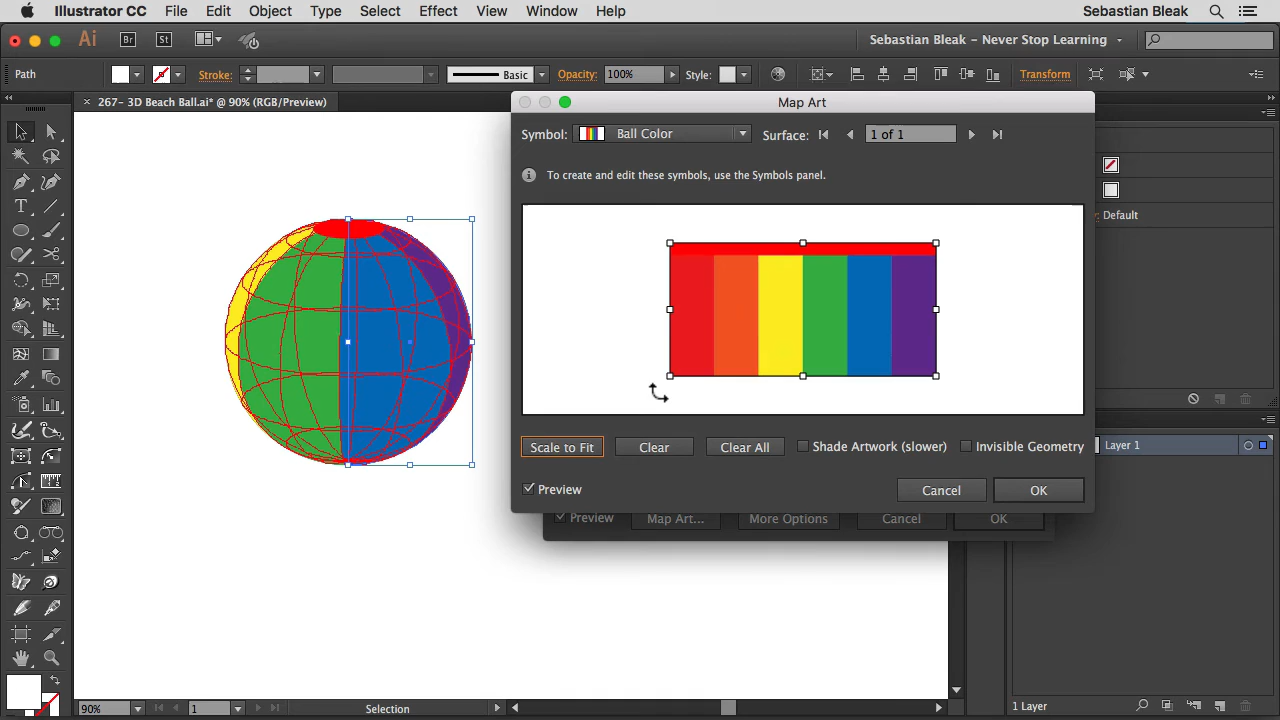 Illustrator CC File Edit Object Type Select Effect View Window Help Sebastian Bleak
Ai Br St Sebastian Bleak – Never Stop Learning
Path Stroke: Basic Opacity: 100% Style: Transform
× 267- 3D Beach Ball.ai* @ 90% (RGB/Preview)
Map Art
Symbol: Ball Color Surface: 1 of 1
To create and edit these symbols, use the Symbols panel.
Default
Scale to Fit Clear Clear All Shade Artwork (slower) Invisible Geometry
Layer 1
Preview Cancel OK
Preview Map Art... More Options Cancel OK
90% 1 Selection 1 Layer